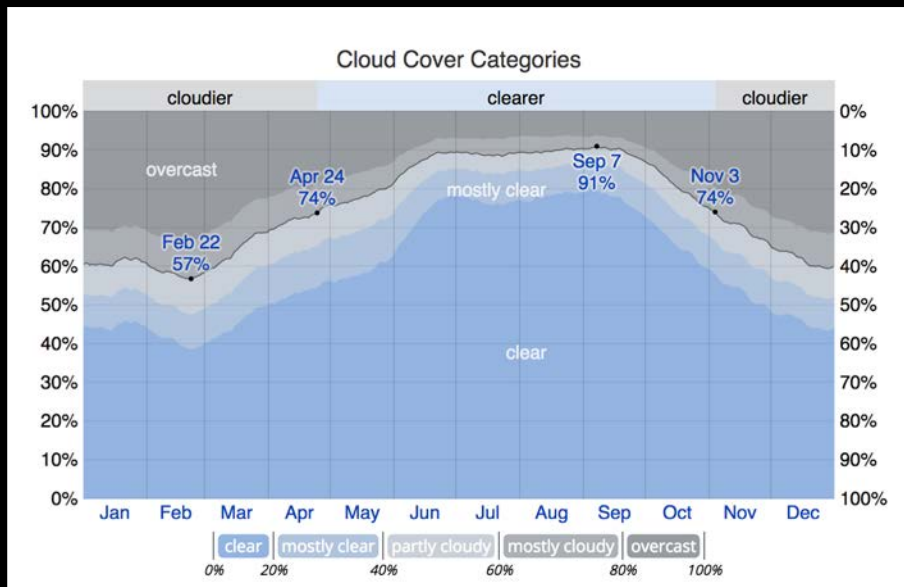 Cloud Cover Categories
cloudier clearer cloudier
100% 0%
90% 10%
80% 20%
70% 30%
60% 40%
50% 50%
40% 60%
30% 70%
20% 80%
10% 90%
0% 100%
overcast
Apr 24
74%
mostly clear
Sep 7
91%
Nov 3
74%
Feb 22
57%
clear
Jan Feb Mar Apr May Jun Jul Aug Sep Oct Nov Dec
clear mostly clear partly cloudy mostly cloudy overcast
0% 20% 40% 60% 80% 100%